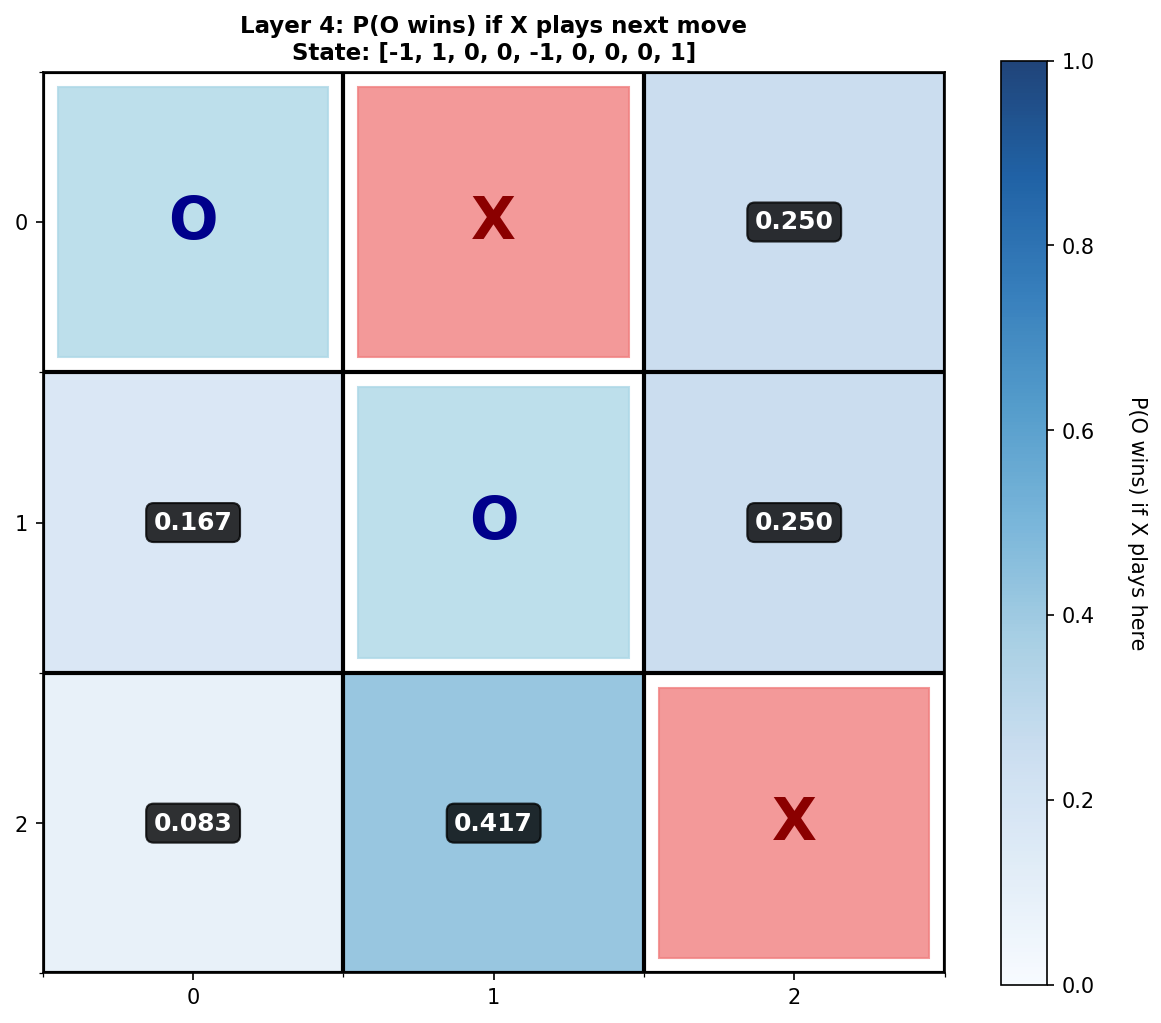 Layer 4: P(O wins) if X plays next move
State: [-1, 1, 0, 0, -1, 0, 0, 0, 1]
O X 0.250
0.167 O 0.250
0.083 0.417 X
0
1
2
0 1 2
1.0
0.8
0.6
0.4
0.2
0.0
P(O wins) if X plays here